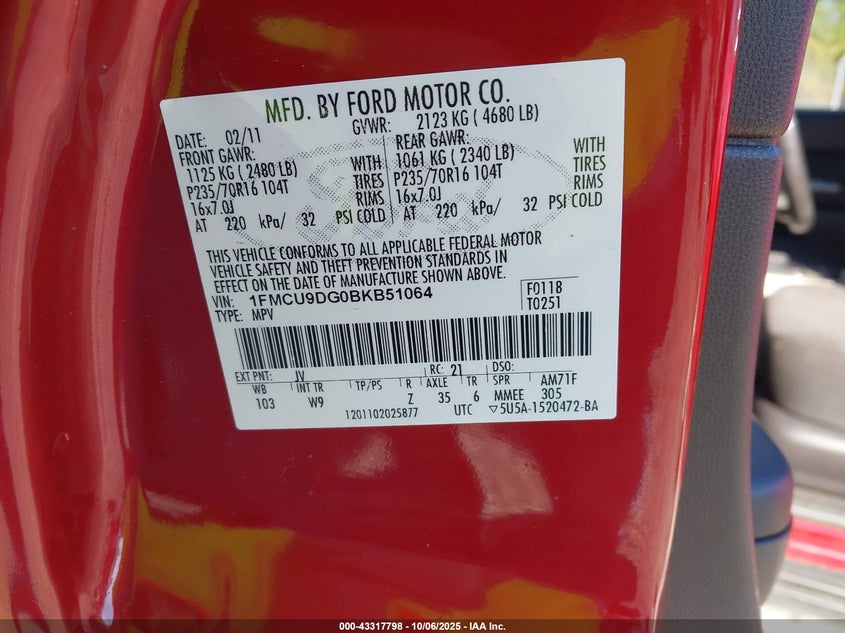 MFD. BY FORD MOTOR CO.
DATE: 02/11 GVWR: 2123 KG ( 4680 LB)
FRONT GAWR: REAR GAWR:
1125 KG ( 2480 LB) WITH 1061 KG ( 2340 LB) WITH
P235/70R16 104T TIRES P235/70R16 104T TIRES
16x7.0J RIMS 16x7.0J RIMS
AT 220 kPa/ 32 PSI COLD AT 220 kPa/ 32 PSI COLD
THIS VEHICLE CONFORMS TO ALL APPLICABLE FEDERAL MOTOR
VEHICLE SAFETY AND THEFT PREVENTION STANDARDS IN
EFFECT ON THE DATE OF MANUFACTURE SHOWN ABOVE.
VIN: 1FMCU9DG0BKB51064 F0118
TYPE: MPV T0251
EXT PNT: JV RC: 21 DSO:
WB INT TR TP/PS R AXLE TR SPR AM71F
103 W9 Z 35 6 MMEE 305
1201102025877 UTC ▽5U5A-1520472-BA
000-43317798 - 10/06/2025 - IAA Inc.